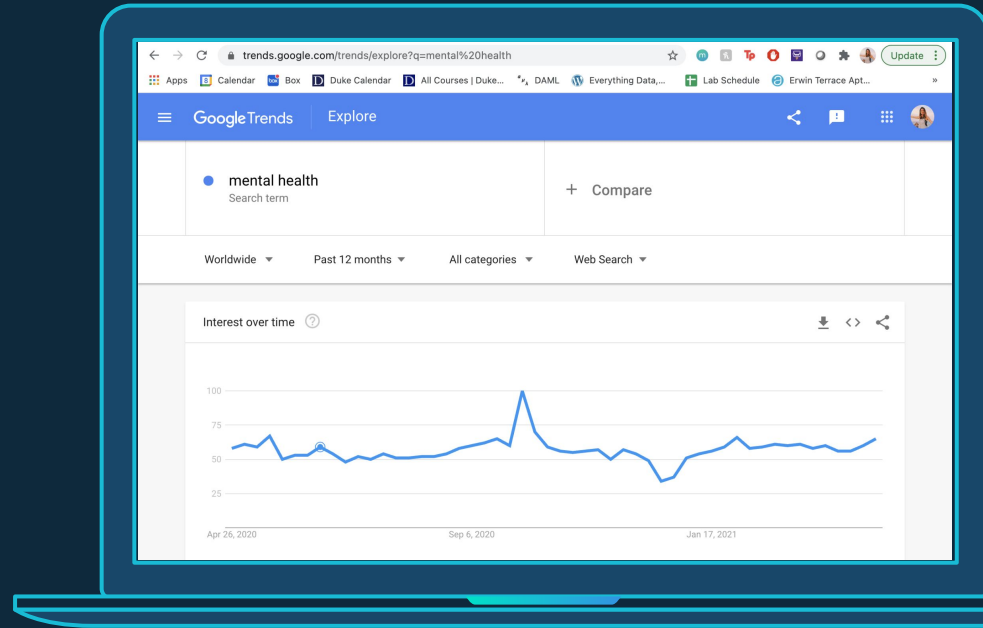 trends.google.com/trends/explore?q=mental%20health
Update
Apps Calendar Box Duke Calendar All Courses | Duke... DAML Everything Data,... Lab Schedule Erwin Terrace Apt... »
Google Trends Explore
mental health
Search term
+ Compare
Worldwide Past 12 months All categories Web Search
Interest over time
100
75
50
25
Apr 26, 2020 Sep 6, 2020 Jan 17, 2021